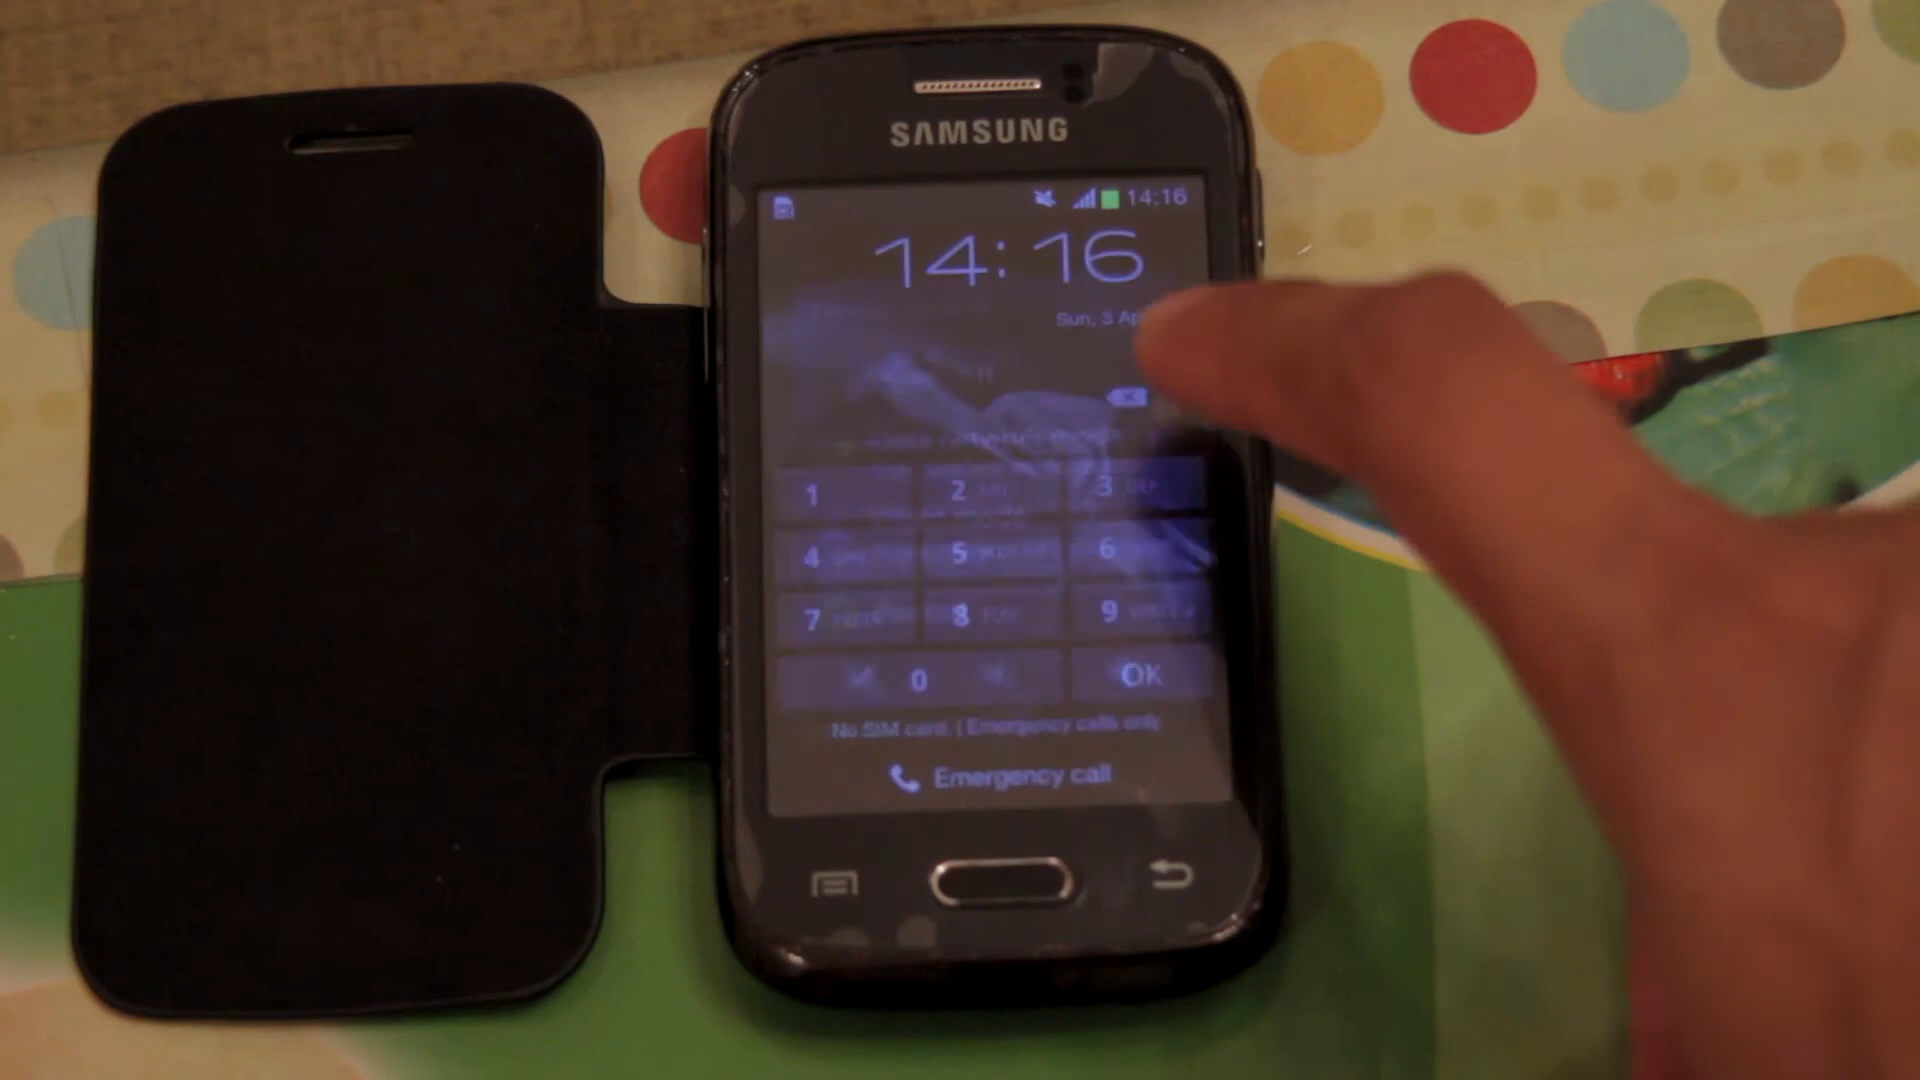 SAMSUNG
14:16
14:16
Sun, 3 Ap
1 2 3 DEF
4 5 6
7 8 9
0 OK
No SIM card. | Emergency calls only
Emergency call